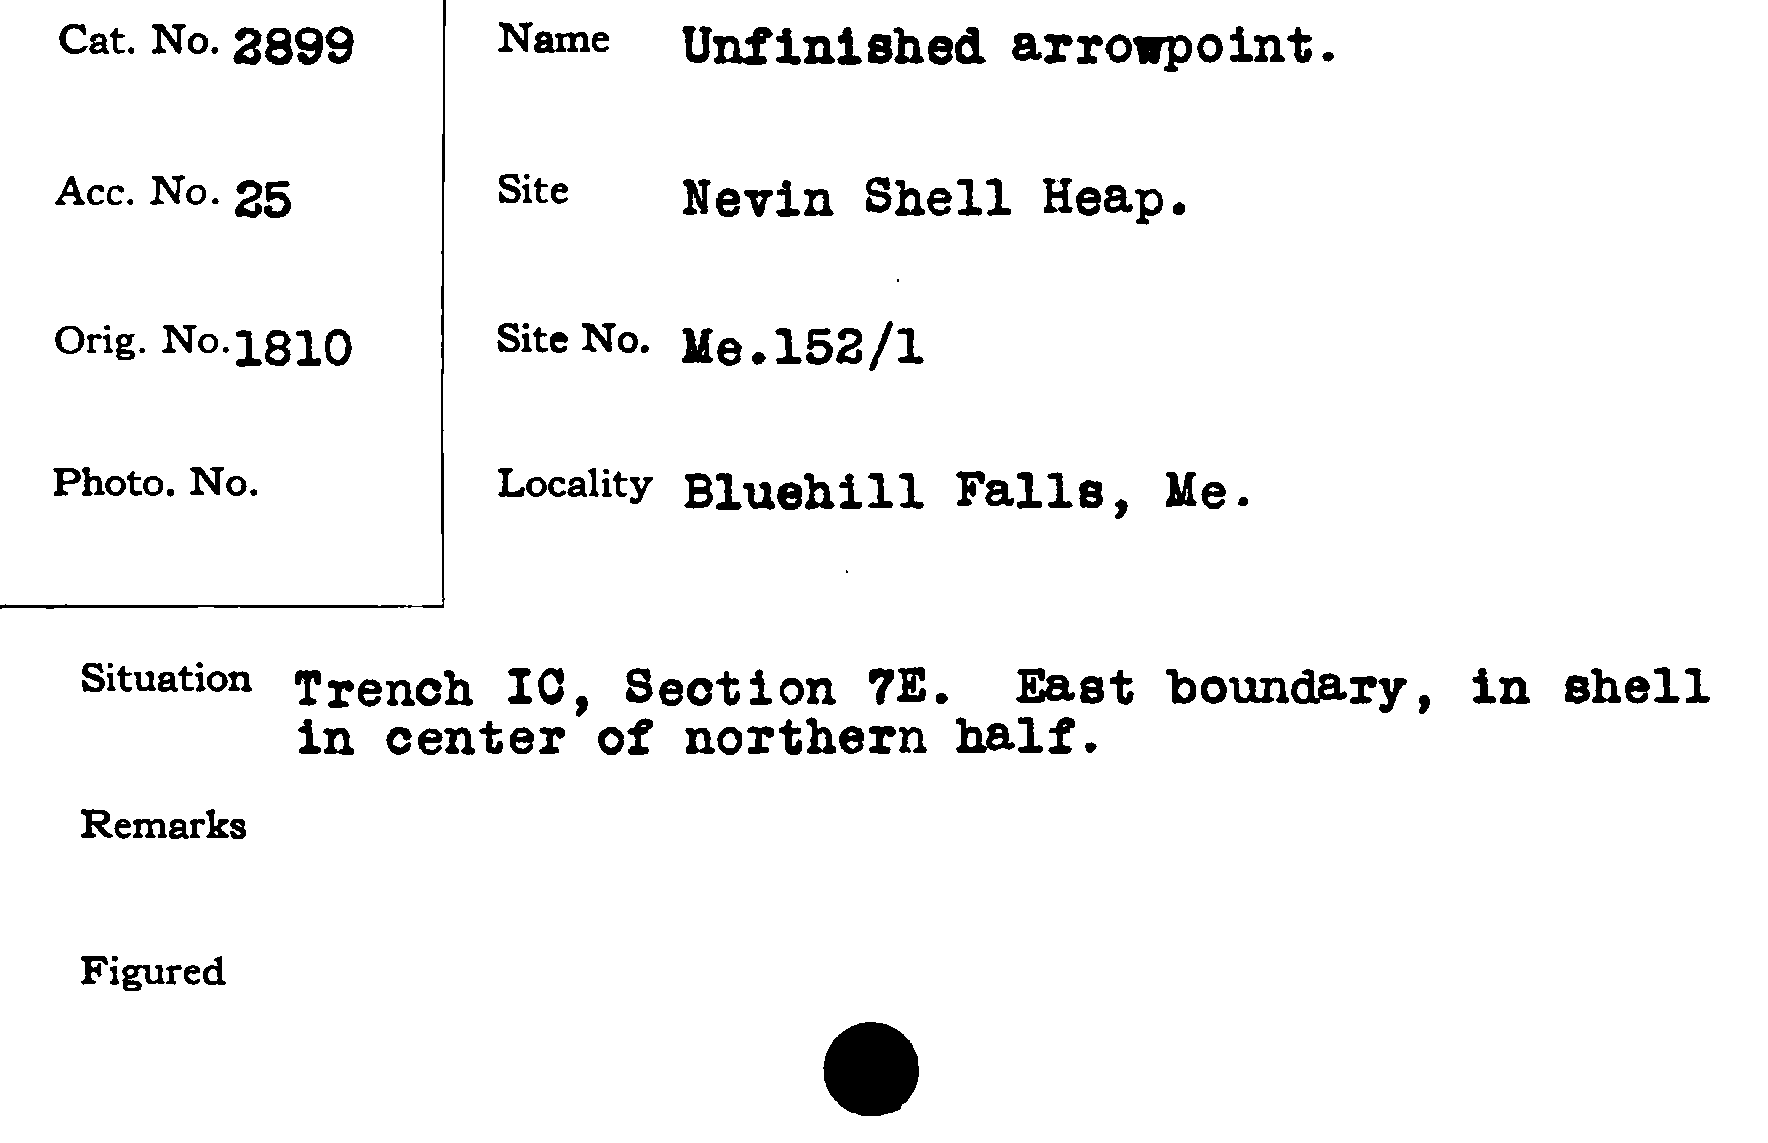 Cat. No. 2899
Name Unfinished arrowpoint.
Acc. No. 25
Site Nevin Shell Heap.
Orig. No. 1810
Site No. Me.152/1
Photo. No.
Locality Bluehill Falls, Me.
Situation Trench IC, Section 7E. East boundary, in shell
in center of northern half.
Remarks
Figured